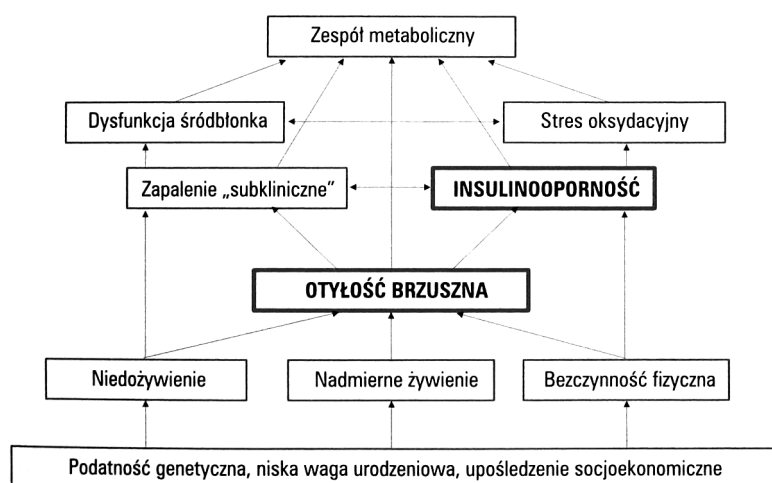 Zespół metaboliczny
Dysfunkcja śródbłonka
Stres oksydacyjny
Zapalenie „subkliniczne”
INSULINOOPORNOŚĆ
OTYŁOŚĆ BRZUSZNA
Niedożywienie
Nadmierne żywienie
Bezczynność fizyczna
Podatność genetyczna, niska waga urodzeniowa, upośledzenie socjoekonomiczne